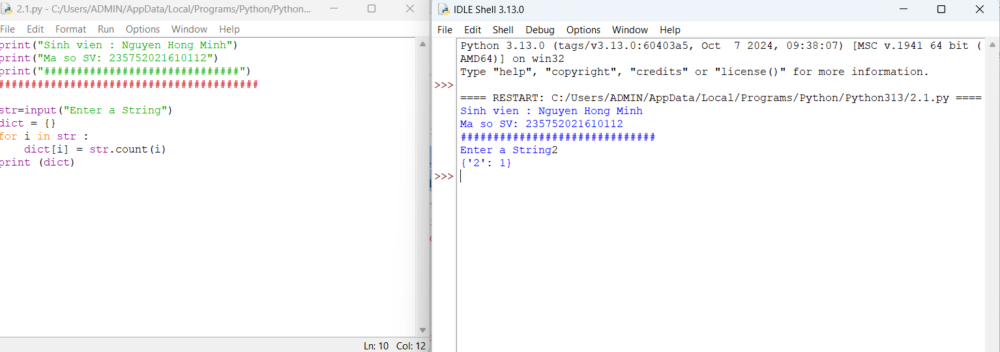 2.1.py - C:/Users/ADMIN/AppData/Local/Programs/Python/Python...
File Edit Format Run Options Window Help
print("Sinh vien : Nguyen Hong Minh")
print("Ma so SV: 235752021610112")
print("##############################")
########################################
str=input("Enter a String")
dict = {}
for i in str :
    dict[i] = str.count(i)
print (dict)
Ln: 10 Col: 12
IDLE Shell 3.13.0
File Edit Shell Debug Options Window Help
Python 3.13.0 (tags/v3.13.0:60403a5, Oct  7 2024, 09:38:07) [MSC v.1941 64 bit (
AMD64)] on win32
Type "help", "copyright", "credits" or "license()" for more information.
>>>
==== RESTART: C:/Users/ADMIN/AppData/Local/Programs/Python/Python313/2.1.py ====
Sinh vien : Nguyen Hong Minh
Ma so SV: 235752021610112
##############################
Enter a String2
{'2': 1}
>>>